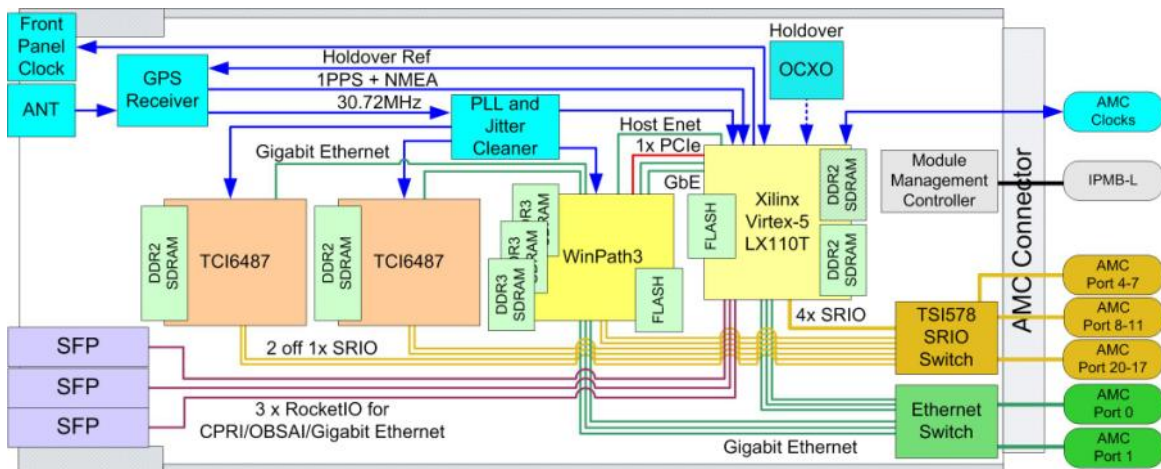 Front
Panel
Clock
ANT
GPS
Receiver
Holdover Ref
1PPS + NMEA
30.72MHz
PLL and
Jitter
Cleaner
Holdover
OCXO
AMC
Clocks
Host Enet
1x PCIe
GbE
Gigabit Ethernet
Module
Management
Controller
IPMB-L
AMC Connector
DDR2
SDRAM
TCI6487
DDR2
SDRAM
TCI6487
DDR3
SDRAM
DDR3
SDRAM
DDR3
SDRAM
WinPath3
FLASH
FLASH
Xilinx
Virtex-5
LX110T
DDR2
SDRAM
DDR2
SDRAM
4x SRIO
TSI578
SRIO
Switch
AMC
Port 4-7
AMC
Port 8-11
AMC
Port 20-17
SFP
SFP
SFP
2 off 1x SRIO
3 x RocketIO for
CPRI/OBSAI/Gigabit Ethernet
Gigabit Ethernet
Ethernet
Switch
AMC
Port 0
AMC
Port 1